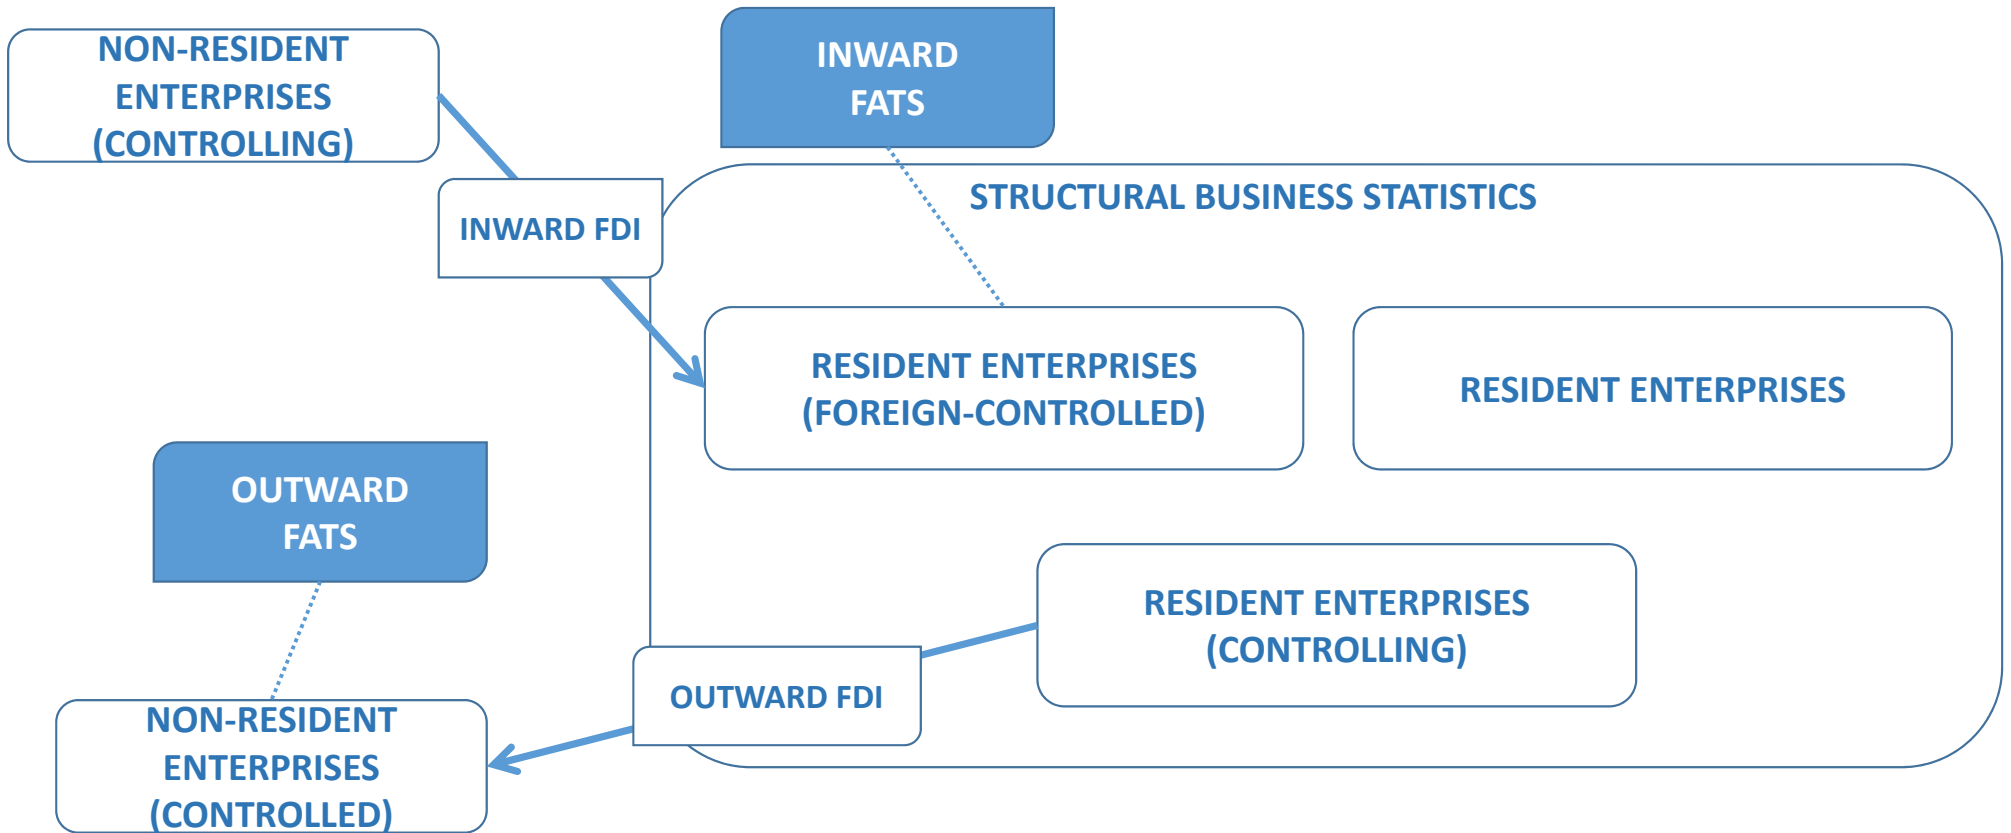 NON-RESIDENT
ENTERPRISES
(CONTROLLING)
INWARD
FATS
STRUCTURAL BUSINESS STATISTICS
INWARD FDI
RESIDENT ENTERPRISES
(FOREIGN-CONTROLLED)
RESIDENT ENTERPRISES
OUTWARD
FATS
RESIDENT ENTERPRISES
(CONTROLLING)
OUTWARD FDI
NON-RESIDENT
ENTERPRISES
(CONTROLLED)